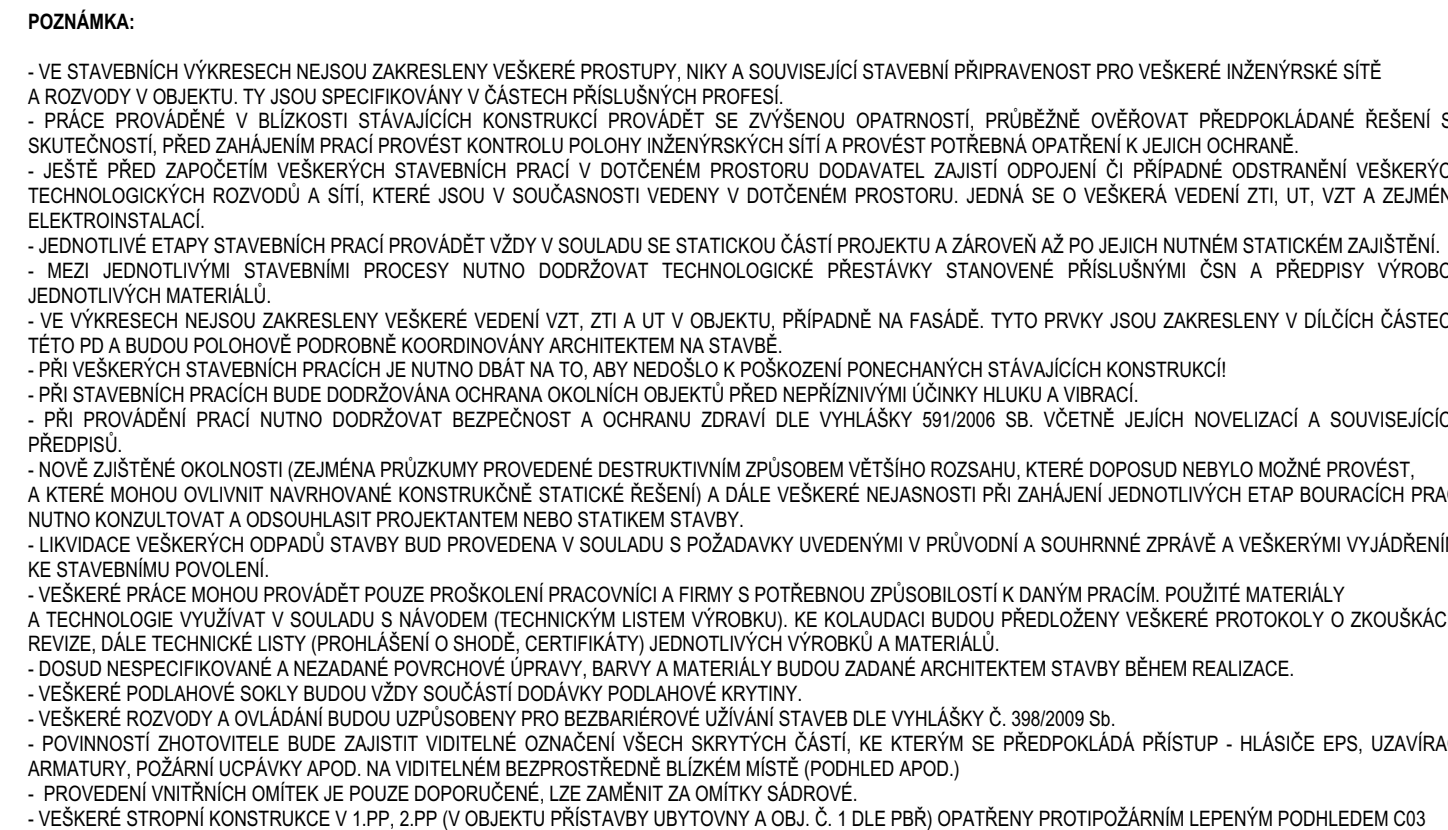 POZNÁMKA:
- VE STAVEBNÍCH VÝKRESECH NEJSOU ZAKRESLENY VEŠKERÉ PROSTUPY, NIKY A SOUVISEJÍCÍ STAVEBNÍ PŘIPRAVENOST PRO VEŠKERÉ INŽENÝRSKÉ SÍTĚ
A ROZVODY V OBJEKTU. TY JSOU SPECIFIKOVÁNY V ČÁSTECH PŘÍSLUŠNÝCH PROFESÍ.
- PRÁCE PROVÁDĚNÉ V BLÍZKOSTI STÁVAJÍCÍCH KONSTRUKCÍ PROVÁDĚT SE ZVÝŠENOU OPATRNOSTÍ, PRŮBĚŽNĚ OVĚŘOVAT PŘEDPOKLÁDANÉ ŘEŠENÍ S
SKUTEČNOSTÍ, PŘED ZAHÁJENÍM PRACÍ PROVÉST KONTROLU POLOHY INŽENÝRSKÝCH SÍTÍ A PROVÉST POTŘEBNÁ OPATŘENÍ K JEJICH OCHRANĚ.
- JEŠTĚ PŘED ZAPOČETÍM VEŠKERÝCH STAVEBNÍCH PRACÍ V DOTČENÉM PROSTORU DODAVATEL ZAJISTÍ ODPOJENÍ ČI PŘÍPADNÉ ODSTRANĚNÍ VEŠKERÝC
TECHNOLOGICKÝCH ROZVODŮ A SÍTÍ, KTERÉ JSOU V SOUČASNOSTI VEDENY V DOTČENÉM PROSTORU. JEDNÁ SE O VEŠKERÁ VEDENÍ ZTI, UT, VZT A ZEJMÉN
ELEKTROINSTALACÍ.
- JEDNOTLIVÉ ETAPY STAVEBNÍCH PRACÍ PROVÁDĚT VŽDY V SOULADU SE STATICKOU ČÁSTÍ PROJEKTU A ZÁROVEŇ AŽ PO JEJICH NUTNÉM STATICKÉM ZAJIŠTĚNÍ.
- MEZI JEDNOTLIVÝMI STAVEBNÍMI PROCESY NUTNO DODRŽOVAT TECHNOLOGICKÉ PŘESTÁVKY STANOVENÉ PŘÍSLUŠNÝMI ČSN A PŘEDPISY VÝROBC
JEDNOTLIVÝCH MATERIÁLŮ.
- VE VÝKRESECH NEJSOU ZAKRESLENY VEŠKERÉ VEDENÍ VZT, ZTI A UT V OBJEKTU, PŘÍPADNĚ NA FASÁDĚ. TYTO PRVKY JSOU ZAKRESLENY V DÍLČÍCH ČÁSTEC
TÉTO PD A BUDOU POLOHOVĚ PODROBNĚ KOORDINOVÁNY ARCHITEKTEM NA STAVBĚ.
- PŘI VEŠKERÝCH STAVEBNÍCH PRACÍCH JE NUTNO DBÁT NA TO, ABY NEDOŠLO K POŠKOZENÍ PONECHANÝCH STÁVAJÍCÍCH KONSTRUKCÍ!
- PŘI STAVEBNÍCH PRACÍCH BUDE DODRŽOVÁNA OCHRANA OKOLNÍCH OBJEKTŮ PŘED NEPŘÍZNIVÝMI ÚČINKY HLUKU A VIBRACÍ.
- PŘI PROVÁDĚNÍ PRACÍ NUTNO DODRŽOVAT BEZPEČNOST A OCHRANU ZDRAVÍ DLE VYHLÁŠKY 591/2006 SB. VČETNĚ JEJÍCH NOVELIZACÍ A SOUVISEJÍCÍC
PŘEDPISŮ.
- NOVĚ ZJIŠTĚNÉ OKOLNOSTI (ZEJMÉNA PRŮZKUMY PROVEDENÉ DESTRUKTIVNÍM ZPŮSOBEM VĚTŠÍHO ROZSAHU, KTERÉ DOPOSUD NEBYLO MOŽNÉ PROVÉST,
A KTERÉ MOHOU OVLIVNIT NAVRHOVANÉ KONSTRUKČNĚ STATICKÉ ŘEŠENÍ) A DÁLE VEŠKERÉ NEJASNOSTI PŘI ZAHÁJENÍ JEDNOTLIVÝCH ETAP BOURACÍCH PRAC
NUTNO KONZULTOVAT A ODSOUHLASIT PROJEKTANTEM NEBO STATIKEM STAVBY.
- LIKVIDACE VEŠKERÝCH ODPADŮ STAVBY BUD PROVEDENA V SOULADU S POŽADAVKY UVEDENÝMI V PRŮVODNÍ A SOUHRNNÉ ZPRÁVĚ A VEŠKERÝMI VYJÁDŘENÍM
KE STAVEBNÍMU POVOLENÍ.
- VEŠKERÉ PRÁCE MOHOU PROVÁDĚT POUZE PROŠKOLENÍ PRACOVNÍCI A FIRMY S POTŘEBNOU ZPŮSOBILOSTÍ K DANÝM PRACÍM. POUŽITÉ MATERIÁLY
A TECHNOLOGIE VYUŽÍVAT V SOULADU S NÁVODEM (TECHNICKÝM LISTEM VÝROBKU). KE KOLAUDACI BUDOU PŘEDLOŽENY VEŠKERÉ PROTOKOLY O ZKOUŠKÁC
REVIZE, DÁLE TECHNICKÉ LISTY (PROHLÁŠENÍ O SHODĚ, CERTIFIKÁTY) JEDNOTLIVÝCH VÝROBKŮ A MATERIÁLŮ.
- DOSUD NESPECIFIKOVANÉ A NEZADANÉ POVRCHOVÉ ÚPRAVY, BARVY A MATERIÁLY BUDOU ZADANÉ ARCHITEKTEM STAVBY BĚHEM REALIZACE.
- VEŠKERÉ PODLAHOVÉ SOKLY BUDOU VŽDY SOUČÁSTÍ DODÁVKY PODLAHOVÉ KRYTINY.
- VEŠKERÉ ROZVODY A OVLÁDÁNÍ BUDOU UZPŮSOBENY PRO BEZBARIÉROVÉ UŽÍVÁNÍ STAVEB DLE VYHLÁŠKY Č. 398/2009 Sb.
- POVINNOSTÍ ZHOTOVITELE BUDE ZAJISTIT VIDITELNÉ OZNAČENÍ VŠECH SKRYTÝCH ČÁSTÍ, KE KTERÝM SE PŘEDPOKLÁDÁ PŘÍSTUP - HLÁSIČE EPS, UZAVÍRAC
ARMATURY, POŽÁRNÍ UCPÁVKY APOD. NA VIDITELNÉM BEZPROSTŘEDNĚ BLÍZKÉM MÍSTĚ (PODHLED APOD.)
- PROVEDENÍ VNITŘNÍCH OMÍTEK JE POUZE DOPORUČENÉ, LZE ZAMĚNIT ZA OMÍTKY SÁDROVÉ.
- VEŠKERÉ STROPNÍ KONSTRUKCE V 1.PP, 2.PP (V OBJEKTU PŘÍSTAVBY UBYTOVNY A OBJ. Č. 1 DLE PBŘ) OPATŘENY PROTIPOŽÁRNÍM LEPENÝM PODHLEDEM C03